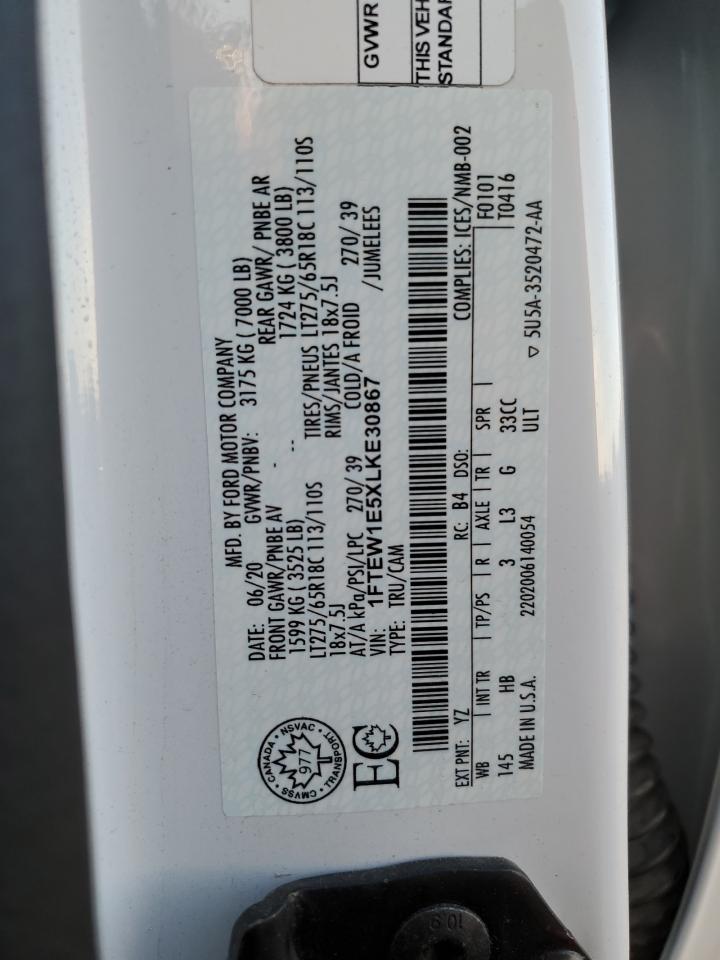 GVWR
THIS VEH
STANDAR
MFD. BY FORD MOTOR COMPANY
DATE: 06/20 GVWR/PNBV: 3175 KG ( 7000 LB)
FRONT GAWR/PNBE AV REAR GAWR/ PNBE AR
1599 KG ( 3525 LB) - 1724 KG ( 3800 LB)
LT275/65R18C 113/110S -- TIRES/PNEUS LT275/65R18C 113/110S
18x7.5J RIMS/JANTES 18x7.5J
AT/A kPa/PSI/LPC 270/ 39 COLD/A FROID 270/ 39
VIN: 1FTEW1E5XLKE30867 /JUMELEES
TYPE: TRU/CAM
CANADA • NSVAC • TRANSPORT • CMVSS •
977
EC
EXT PNT: YZ RC: B4 DSO: COMPLIES: ICES/NMB-002
WB INT TR TP/PS R AXLE TR SPR F0101
145 HB 3 L3 G 33CC T0416
MADE IN U.S.A. 2202006140054 ULT
▽ 5U5A-3520472-AA
10.9